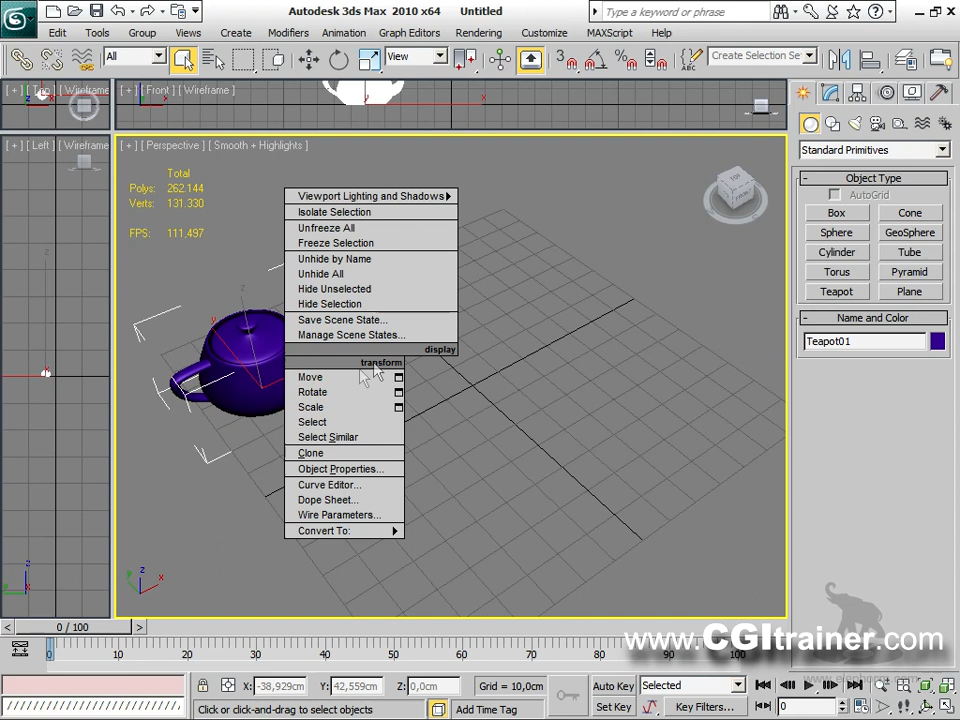 Autodesk 3ds Max 2010 x64 Untitled
Type a keyword or phrase
Edit Tools Group Views Create Modifiers Animation Graph Editors Rendering Customize MAXScript Help
All
View
3
Create Selection Se
[ + ] [ Top ] [ Wireframe
[ + ] [ Front ] [ Wireframe ]
[ + ] [ Left ] [ Wireframe
[ + ] [ Perspective ] [ Smooth + Highlights ]
Total
Polys: 262.144
Verts: 131.330
FPS: 111,497
TOP
Viewport Lighting and Shadows
Isolate Selection
Unfreeze All
Freeze Selection
Unhide by Name
Unhide All
Hide Unselected
Hide Selection
Save Scene State...
Manage Scene States...
display
transform
Move
Rotate
Scale
Select
Select Similar
Clone
Object Properties...
Curve Editor...
Dope Sheet...
Wire Parameters...
Convert To:
Standard Primitives
- Object Type
AutoGrid
Box Cone
Sphere GeoSphere
Cylinder Tube
Torus Pyramid
Teapot Plane
- Name and Color
Teapot01
z
x
y
< 0 / 100 >
0 10 20 30 40 50 60 70 80 90 100
www.CGItrainer.com
X: -38,929cm Y: 42,559cm Z: 0,0cm Grid = 10,0cm
Auto Key Selected
Click or click-and-drag to select objects
Add Time Tag
Set Key Key Filters... 0